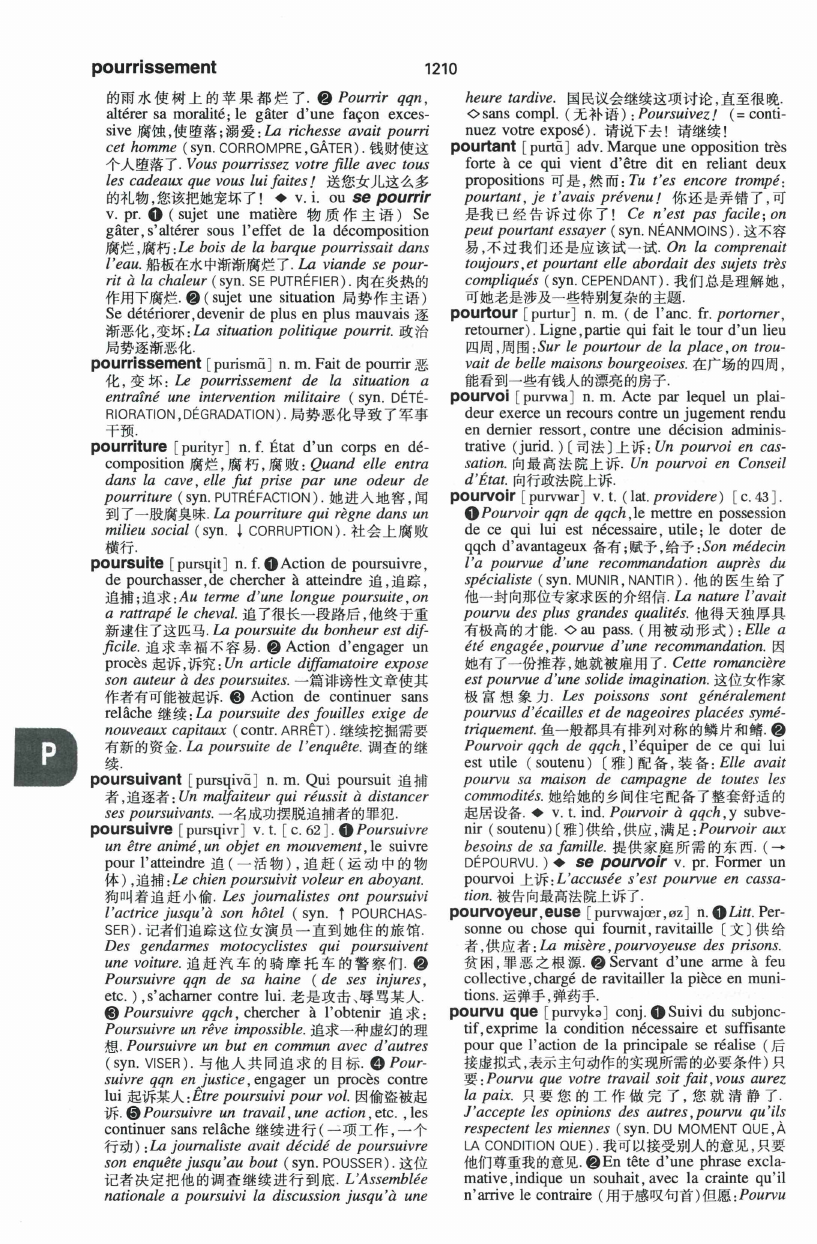 pourrissement
1210
的雨水使树上的苹果都烂了. ❷ Pourrir qqn,
altérer sa moralité; le gâter d'une façon exces-
sive 腐蚀,使堕落;溺爱: La richesse avait pourri
cet homme (syn. CORROMPRE, GÂTER). 钱财使这
个人堕落了. Vous pourrissez votre fille avec tous
les cadeaux que vous lui faites! 送您女儿这么多
的礼物,您该把她宠坏了! ◆ v. i. ou se pourrir
v. pr. ❶ (sujet une matière 物质作主语) Se
gâter, s'altérer sous l'effet de la décomposition
腐烂,腐朽: Le bois de la barque pourrissait dans
l'eau. 船板在水中渐渐腐烂了. La viande se pour-
rit à la chaleur (syn. SE PUTRÉFIER). 肉在炎热的
作用下腐烂. ❷ (sujet une situation 局势作主语)
Se détériorer, devenir de plus en plus mauvais 逐
渐恶化,变坏: La situation politique pourrit. 政治
局势逐渐恶化.
pourrissement [purismã] n. m. Fait de pourrir 恶
化,变坏: Le pourrissement de la situation a
entraîné une intervention militaire (syn. DÉTÉ-
RIORATION, DÉGRADATION). 局势恶化导致了军事
干预.
pourriture [purityr] n. f. État d'un corps en dé-
composition 腐烂,腐朽,腐败: Quand elle entra
dans la cave, elle fut prise par une odeur de
pourriture (syn. PUTRÉFACTION). 她进入地窖,闻
到了一股腐臭味. La pourriture qui règne dans un
milieu social (syn. ↓ CORRUPTION). 社会上腐败
横行.
poursuite [pursɥit] n. f. ❶ Action de poursuivre,
de pourchasser, de chercher à atteindre 追,追踪,
追捕;追求: Au terme d'une longue poursuite, on
a rattrapé le cheval. 追了很长一段路后,他终于重
新逮住了这匹马. La poursuite du bonheur est dif-
ficile. 追求幸福不容易. ❷ Action d'engager un
procès 起诉,诉究: Un article diffamatoire expose
son auteur à des poursuites. 一篇诽谤性文章使其
作者有可能被起诉. ❸ Action de continuer sans
relâche 继续: La poursuite des fouilles exige de
nouveaux capitaux (contr. ARRÊT). 继续挖掘需要
有新的资金. La poursuite de l'enquête. 调查的继
续.
poursuivant [pursɥivã] n. m. Qui poursuit 追捕
者,追逐者: Un malfaiteur qui réussit à distancer
ses poursuivants. 一名成功摆脱追捕者的罪犯.
poursuivre [pursɥivr] v. t. [c. 62]. ❶ Poursuivre
un être animé, un objet en mouvement, le suivre
pour l'atteindre 追(一活物),追赶(运动中的物
体),追捕: Le chien poursuivit voleur en aboyant.
狗叫着追赶小偷. Les journalistes ont poursuivi
l'actrice jusqu'à son hôtel (syn. ↑ POURCHAS-
SER). 记者们追踪这位女演员一直到她住的旅馆.
Des gendarmes motocyclistes qui poursuivent
une voiture. 追赶汽车的骑摩托车的警察们. ❷
Poursuivre qqn de sa haine (de ses injures,
etc.), s'acharner contre lui. 老是攻击、辱骂某人.
❸ Poursuivre qqch, chercher à l'obtenir 追求:
Poursuivre un rêve impossible. 追求一种虚幻的理
想. Poursuivre un but en commun avec d'autres
(syn. VISER). 与他人共同追求的目标. ❹ Pour-
suivre qqn en justice, engager un procès contre
lui 起诉某人: Être poursuivi pour vol. 因偷盗被起
诉. ❺ Poursuivre un travail, une action, etc., les
continuer sans relâche 继续进行(一项工作,一个
行动): La journaliste avait décidé de poursuivre
son enquête jusqu'au bout (syn. POUSSER). 这位
记者决定把他的调查继续进行到底. L'Assemblée
nationale a poursuivi la discussion jusqu'à une
P
heure tardive. 国民议会继续这项讨论,直至很晚.
◇ sans compl. (无补语): Poursuivez! (= conti-
nuez votre exposé). 请说下去! 请继续!
pourtant [purtã] adv. Marque une opposition très
forte à ce qui vient d'être dit en reliant deux
propositions 可是,然而: Tu t'es encore trompé:
pourtant, je t'avais prévenu! 你还是弄错了,可
是我已经告诉过你了! Ce n'est pas facile; on
peut pourtant essayer (syn. NÉANMOINS). 这不容
易,不过我们还是应该试一试. On la comprenait
toujours, et pourtant elle abordait des sujets très
compliqués (syn. CEPENDANT). 我们总是理解她,
可她老是涉及一些特别复杂的主题.
pourtour [purtur] n. m. (de l'anc. fr. portorner,
retourner). Ligne, partie qui fait le tour d'un lieu
四周,周围: Sur le pourtour de la place, on trou-
vait de belle maisons bourgeoises. 在广场的四周,
能看到一些有钱人的漂亮的房子.
pourvoi [purvwa] n. m. Acte par lequel un plai-
deur exerce un recours contre un jugement rendu
en dernier ressort, contre une décision adminis-
trative (jurid.) [司法]上诉: Un pourvoi en cas-
sation. 向最高法院上诉. Un pourvoi en Conseil
d'État. 向行政法院上诉.
pourvoir [purvwar] v. t. (lat. providere) [c. 43].
❶ Pourvoir qqn de qqch, le mettre en possession
de ce qui lui est nécessaire, utile; le doter de
qqch d'avantageux 备有;赋予,给予: Son médecin
l'a pourvue d'une recommandation auprès du
spécialiste (syn. MUNIR, NANTIR). 他的医生给了
他一封向那位专家求医的介绍信. La nature l'avait
pourvu des plus grandes qualités. 他得天独厚具
有极高的才能. ◇ au pass. (用被动形式): Elle a
été engagée, pourvue d'une recommandation. 因
她有了一份推荐,她就被雇用了. Cette romancière
est pourvue d'une solide imagination. 这位女作家
极富想象力. Les poissons sont généralement
pourvus d'écailles et de nageoires placées symé-
triquement. 鱼一般都具有排列对称的鳞片和鳍. ❷
Pourvoir qqch de qqch, l'équiper de ce qui lui
est utile (soutenu) [雅]配备,装备: Elle avait
pourvu sa maison de campagne de toutes les
commodités. 她给她的乡间住宅配备了整套舒适的
起居设备. ◆ v. t. ind. Pourvoir à qqch, y subve-
nir (soutenu) [雅]供给,供应,满足: Pourvoir aux
besoins de sa famille. 提供家庭所需的东西. (→
DÉPOURVU.) ◆ se pourvoir v. pr. Former un
pourvoi 上诉: L'accusée s'est pourvue en cassa-
tion. 被告向最高法院上诉了.
pourvoyeur, euse [purvwajœr, øz] n. ❶ Litt. Per-
sonne ou chose qui fournit, ravitaille [文]供给
者,供应者: La misère, pourvoyeuse des prisons.
贫困,罪恶之根源. ❷ Servant d'une arme à feu
collective, chargé de ravitailler la pièce en muni-
tions. 运弹手,弹药手.
pourvu que [purvykə] conj. ❶ Suivi du subjonc-
tif, exprime la condition nécessaire et suffisante
pour que l'action de la principale se réalise (后
接虚拟式,表示主句动作的实现所需的必要条件)只
要: Pourvu que votre travail soit fait, vous aurez
la paix. 只要您的工作做完了,您就清静了.
J'accepte les opinions des autres, pourvu qu'ils
respectent les miennes (syn. DU MOMENT QUE, À
LA CONDITION QUE). 我可以接受别人的意见,只要
他们尊重我的意见. ❷ En tête d'une phrase excla-
mative, indique un souhait, avec la crainte qu'il
n'arrive le contraire (用于感叹句首)但愿: Pourvu